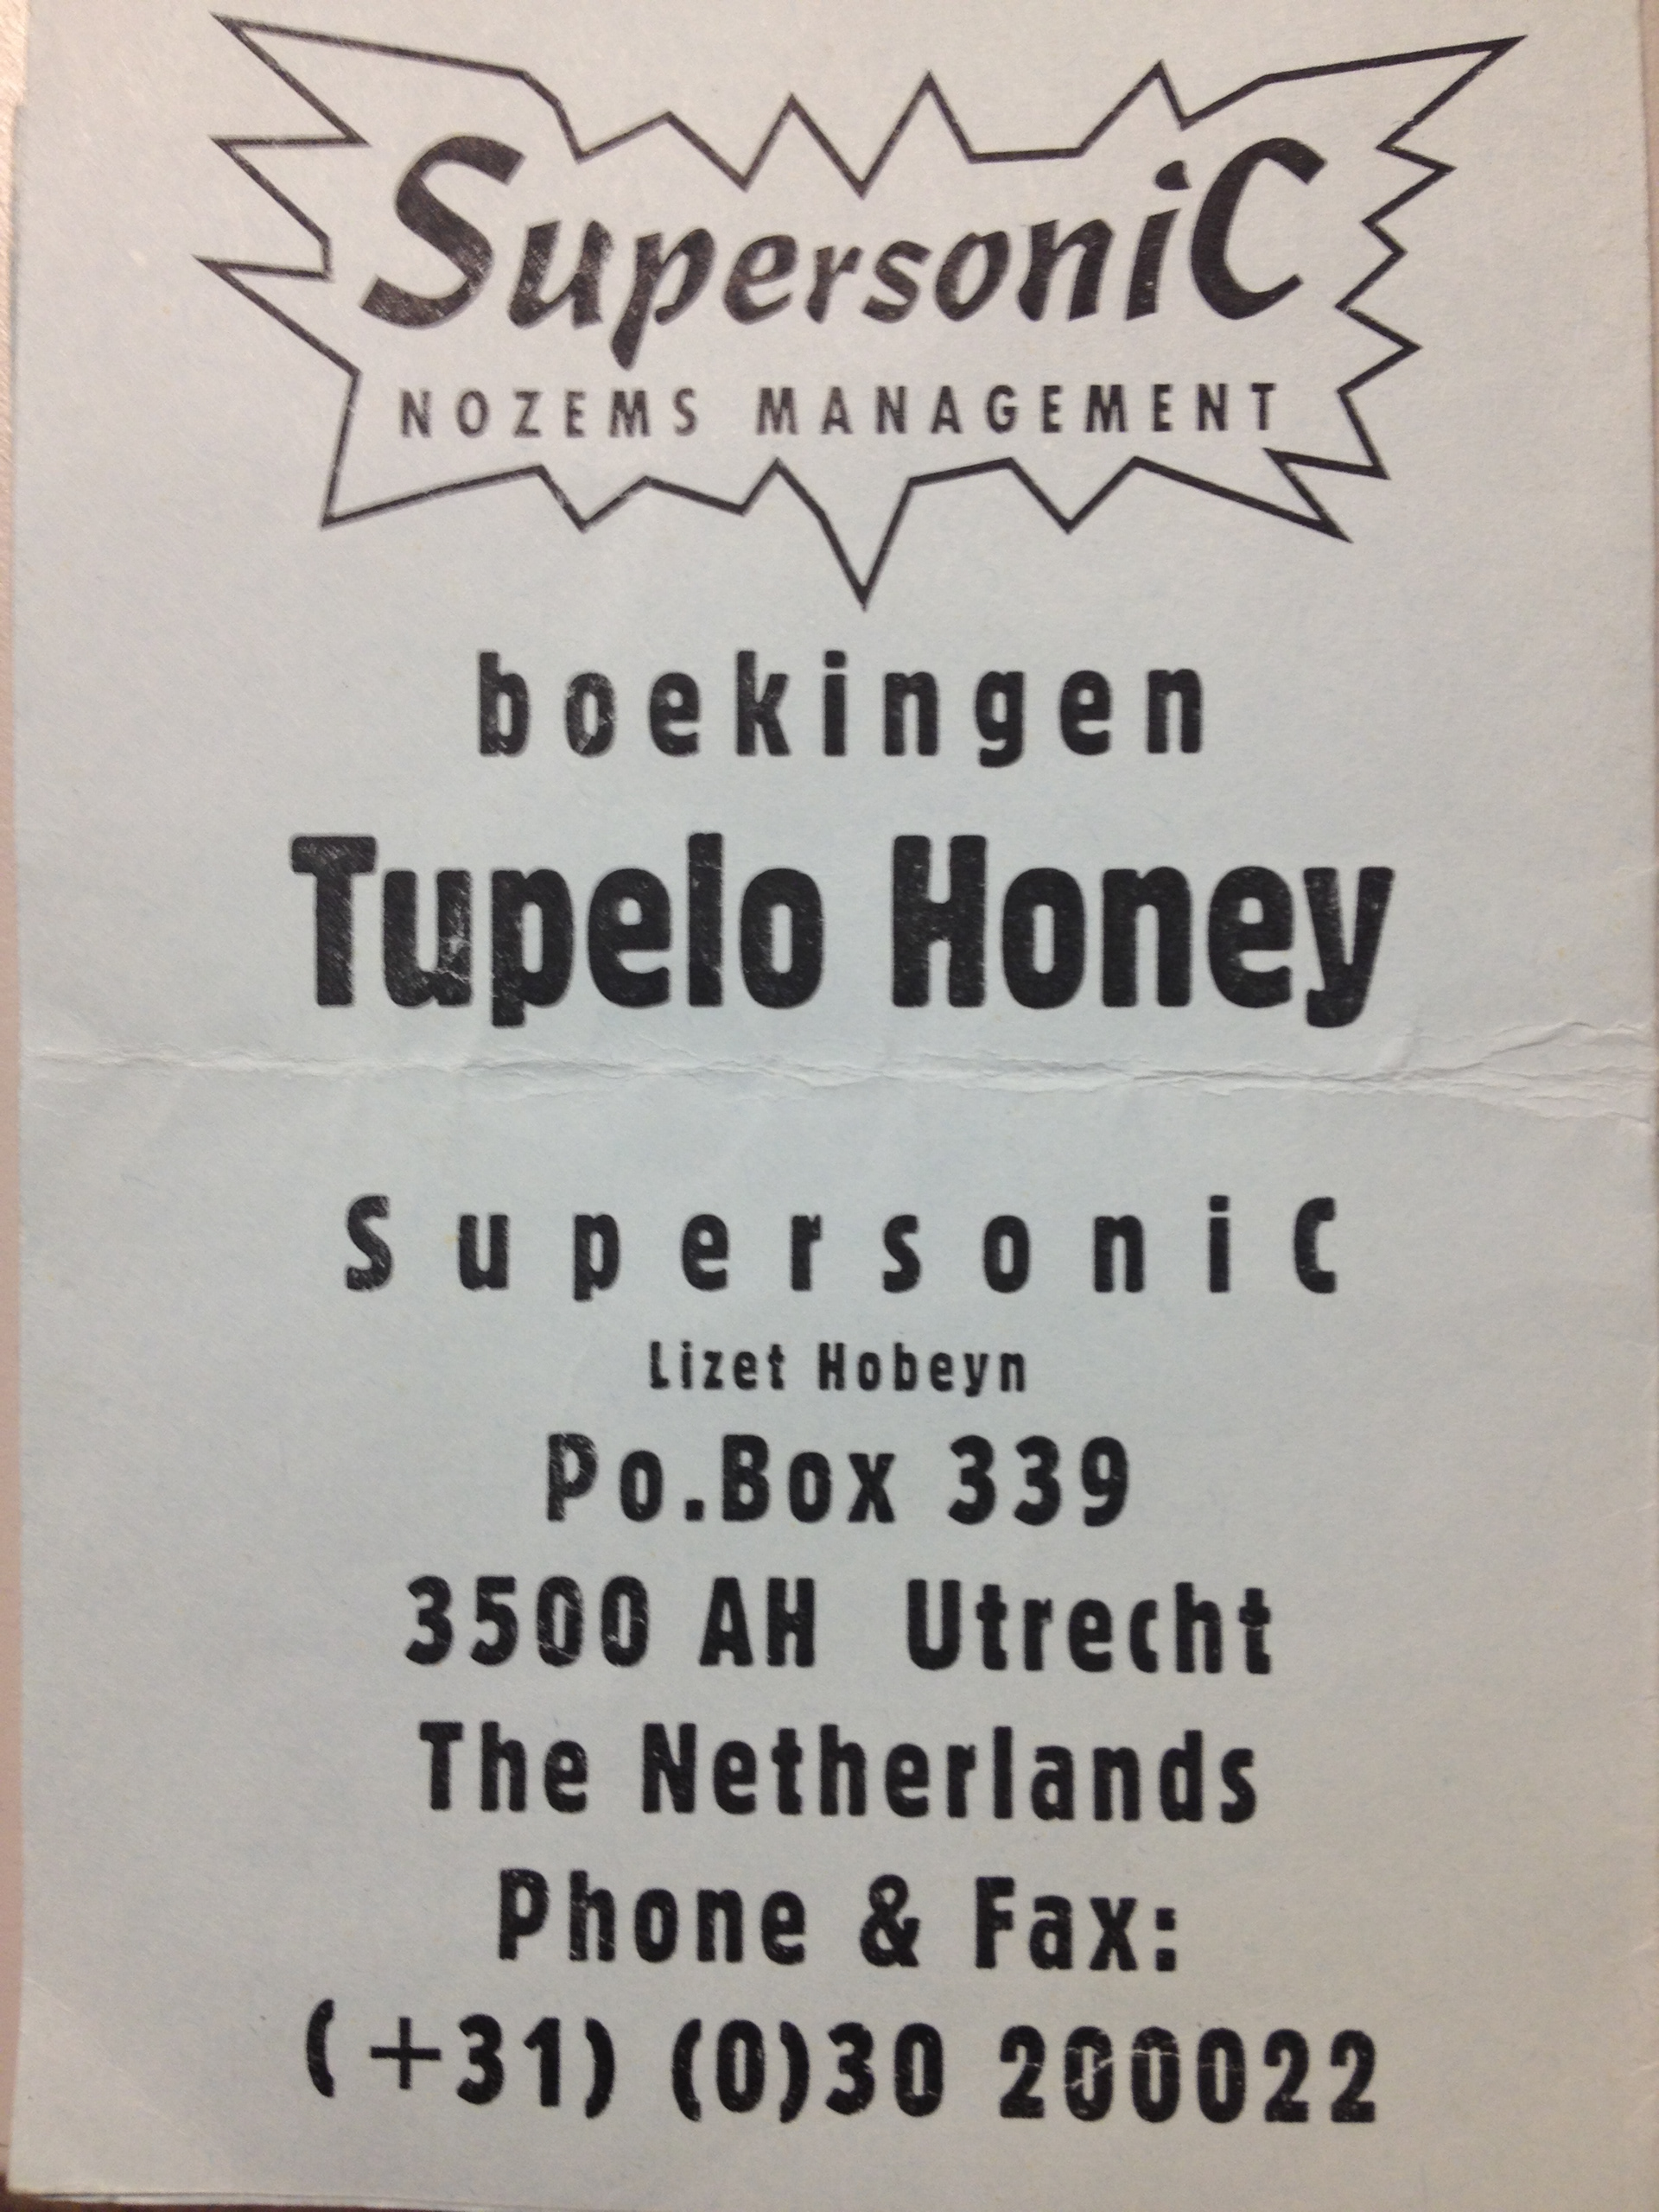 SupersoniC
NOZEMS MANAGEMENT
boekingen
Tupelo Honey
SupersoniC
Lizet Hobeyn
Po.Box 339
3500 AH Utrecht
The Netherlands
Phone & Fax:
(+31) (0)30 200022